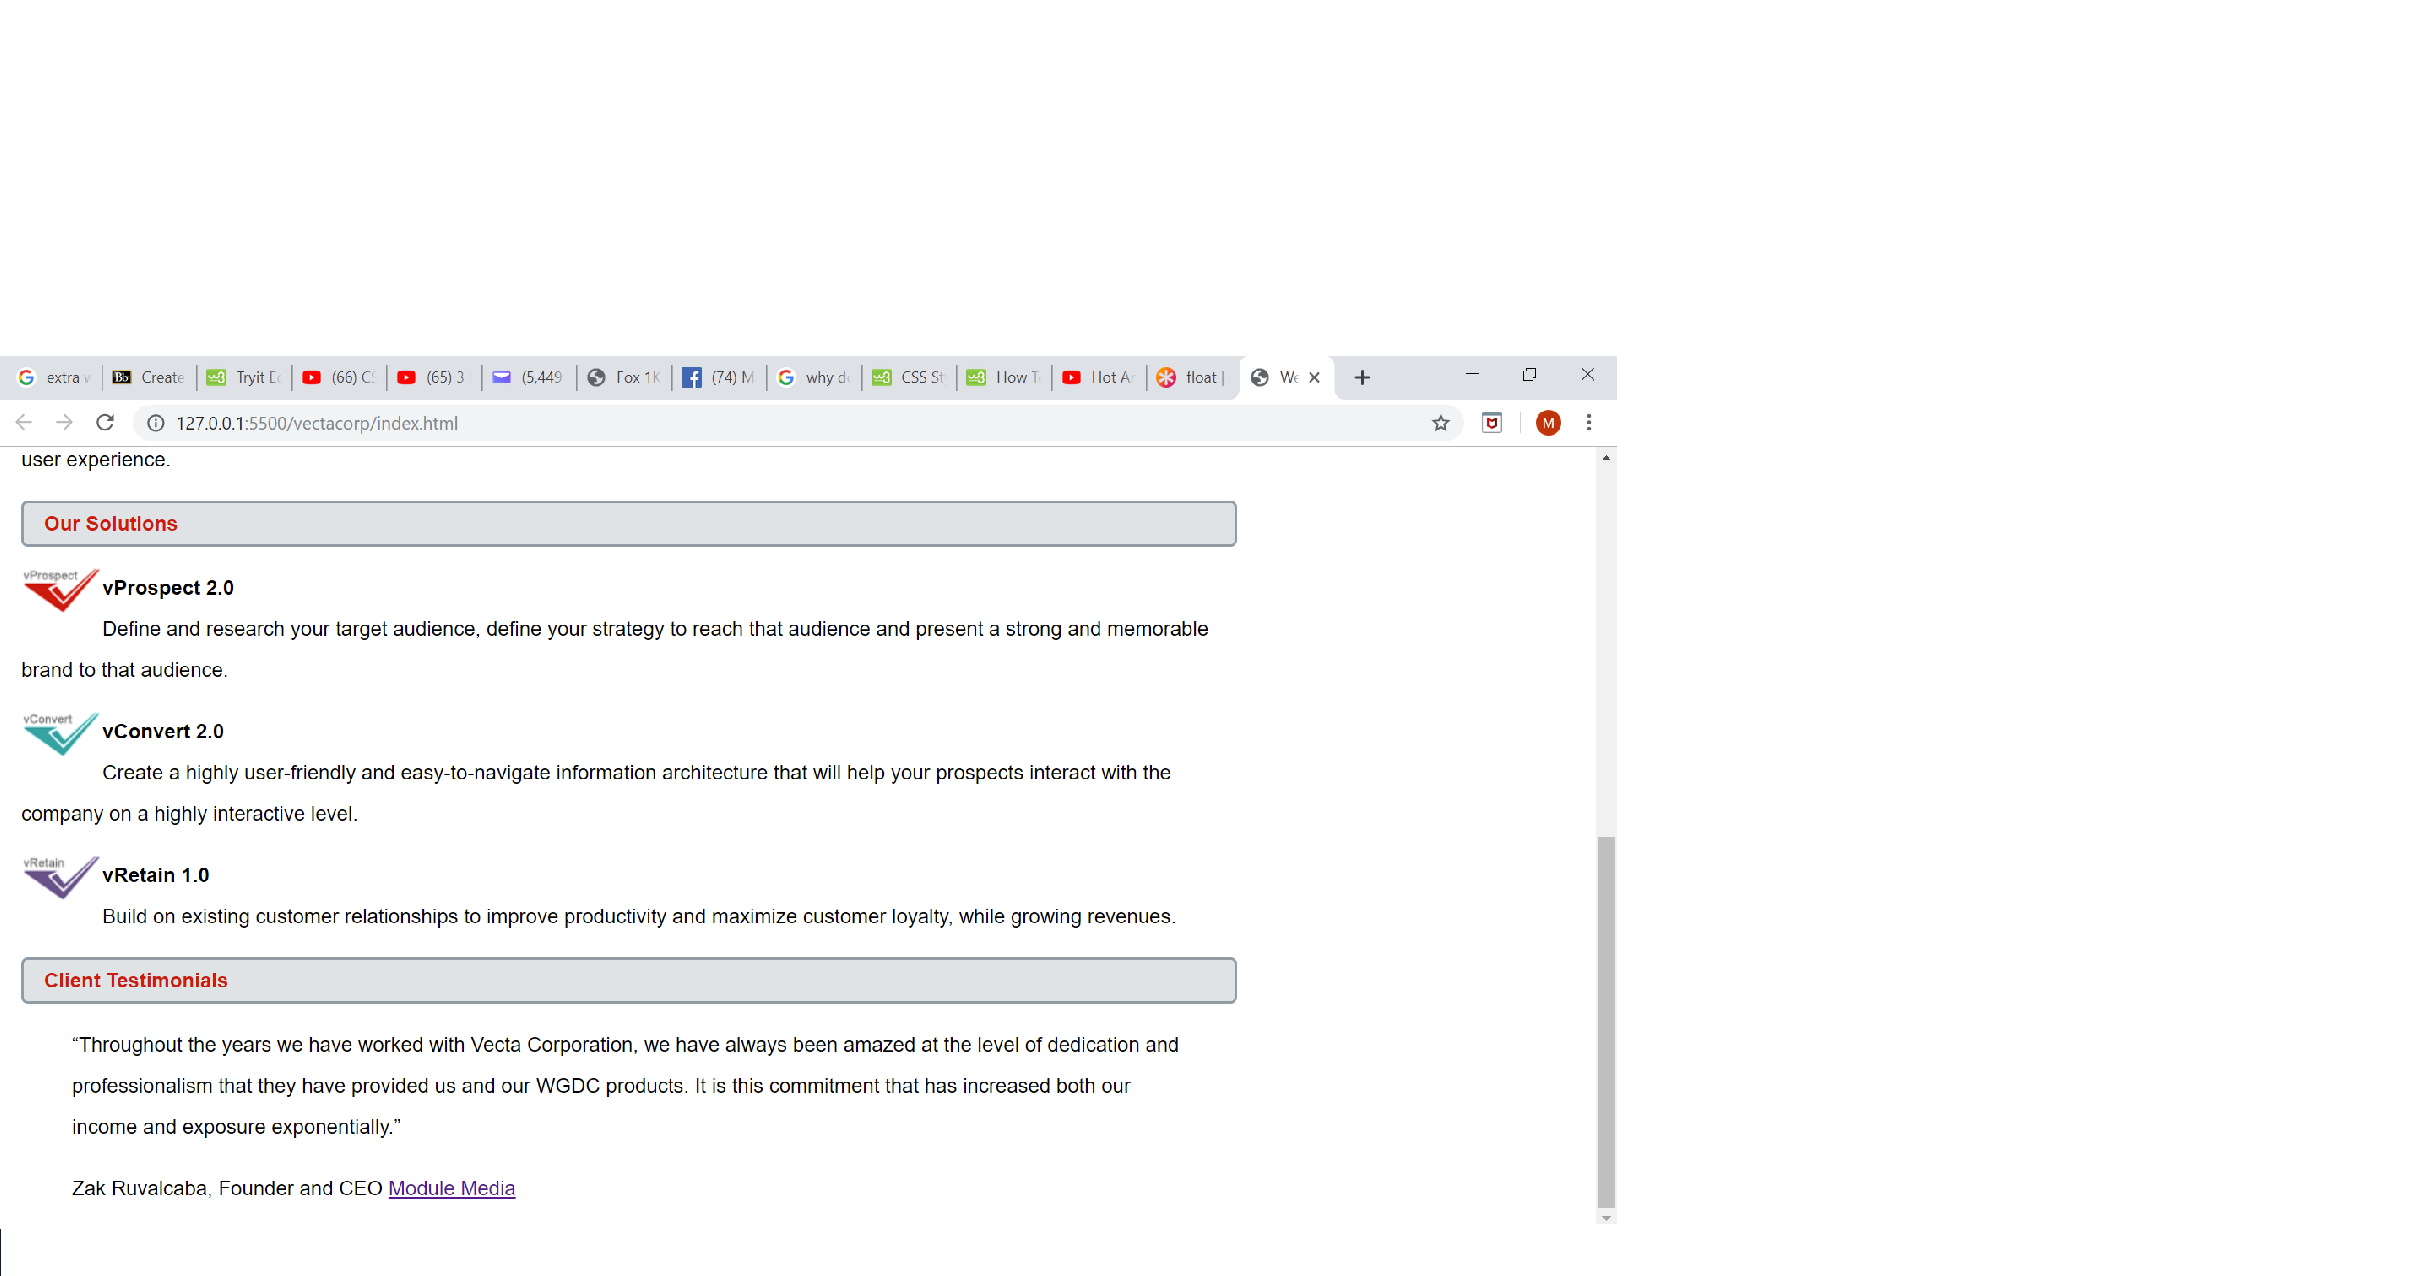 extra
Create
Tryit
(66) CS
(65) 3
(5,449
Fox 1K
(74) M
why do
CSS St
How T
Hot Ar
float |
We
127.0.0.1:5500/vectacorp/index.html
M
user experience.
Our Solutions
vProspect
vProspect 2.0
Define and research your target audience, define your strategy to reach that audience and present a strong and memorable
brand to that audience.
vConvert
vConvert 2.0
Create a highly user-friendly and easy-to-navigate information architecture that will help your prospects interact with the
company on a highly interactive level.
vRetain
vRetain 1.0
Build on existing customer relationships to improve productivity and maximize customer loyalty, while growing revenues.
Client Testimonials
“Throughout the years we have worked with Vecta Corporation, we have always been amazed at the level of dedication and
professionalism that they have provided us and our WGDC products. It is this commitment that has increased both our
income and exposure exponentially.”
Zak Ruvalcaba, Founder and CEO Module Media